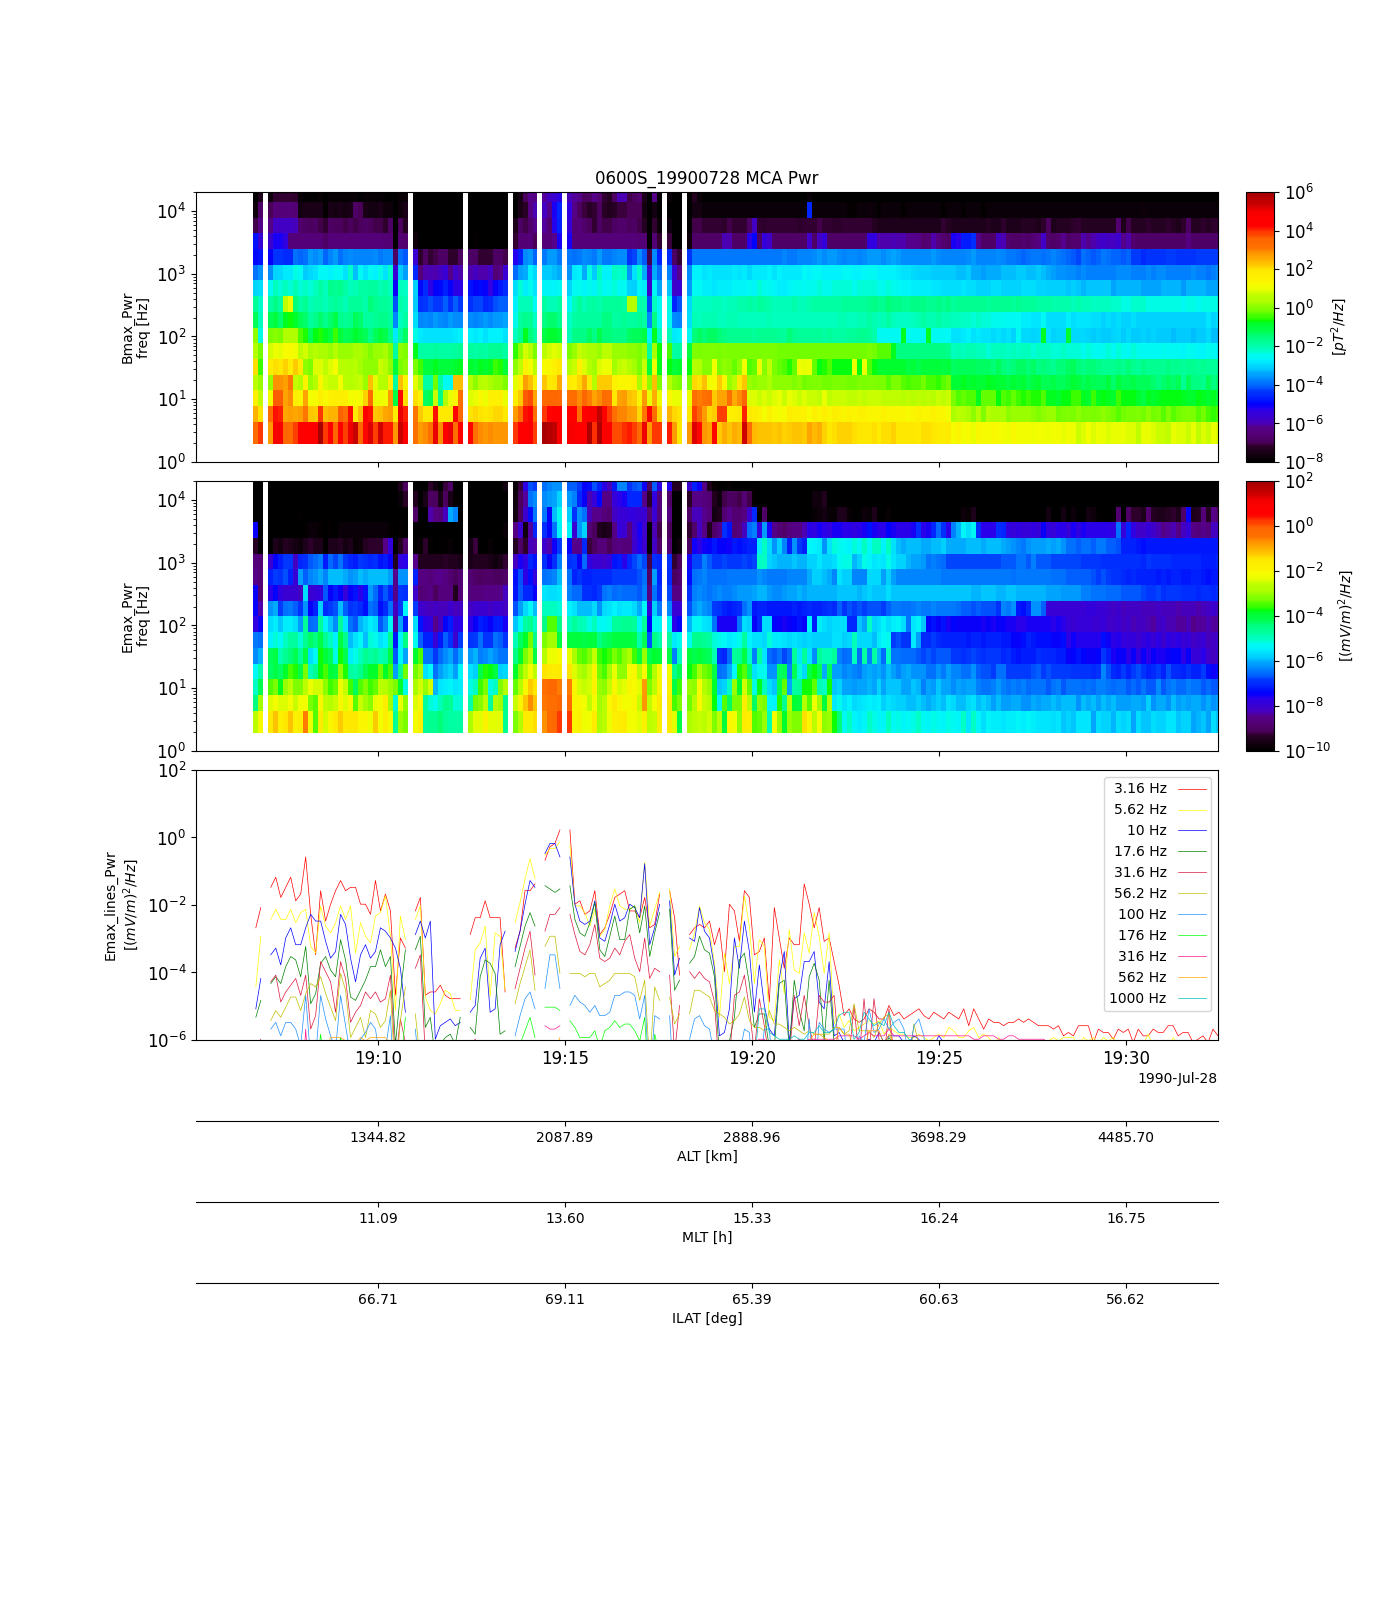 0600S_19900728 MCA Pwr
10^4
10^3
10^2
10^1
10^0
Bmax_Pwr
freq [Hz]
10^6
10^4
10^2
10^0
10^−2
10^−4
10^−6
10^−8
[pT^2/Hz]
10^4
10^3
10^2
10^1
10^0
Emax_Pwr
freq [Hz]
10^2
10^0
10^−2
10^−4
10^−6
10^−8
10^−10
[(mV/m)^2/Hz]
10^2
10^0
10^−2
10^−4
10^−6
Emax_lines_Pwr
[(mV/m)^2/Hz]
3.16 Hz
5.62 Hz
10 Hz
17.6 Hz
31.6 Hz
56.2 Hz
100 Hz
176 Hz
316 Hz
562 Hz
1000 Hz
19:10 19:15 19:20 19:25 19:30
1990-Jul-28
1344.82 2087.89 2888.96 3698.29 4485.70
ALT [km]
11.09 13.60 15.33 16.24 16.75
MLT [h]
66.71 69.11 65.39 60.63 56.62
ILAT [deg]